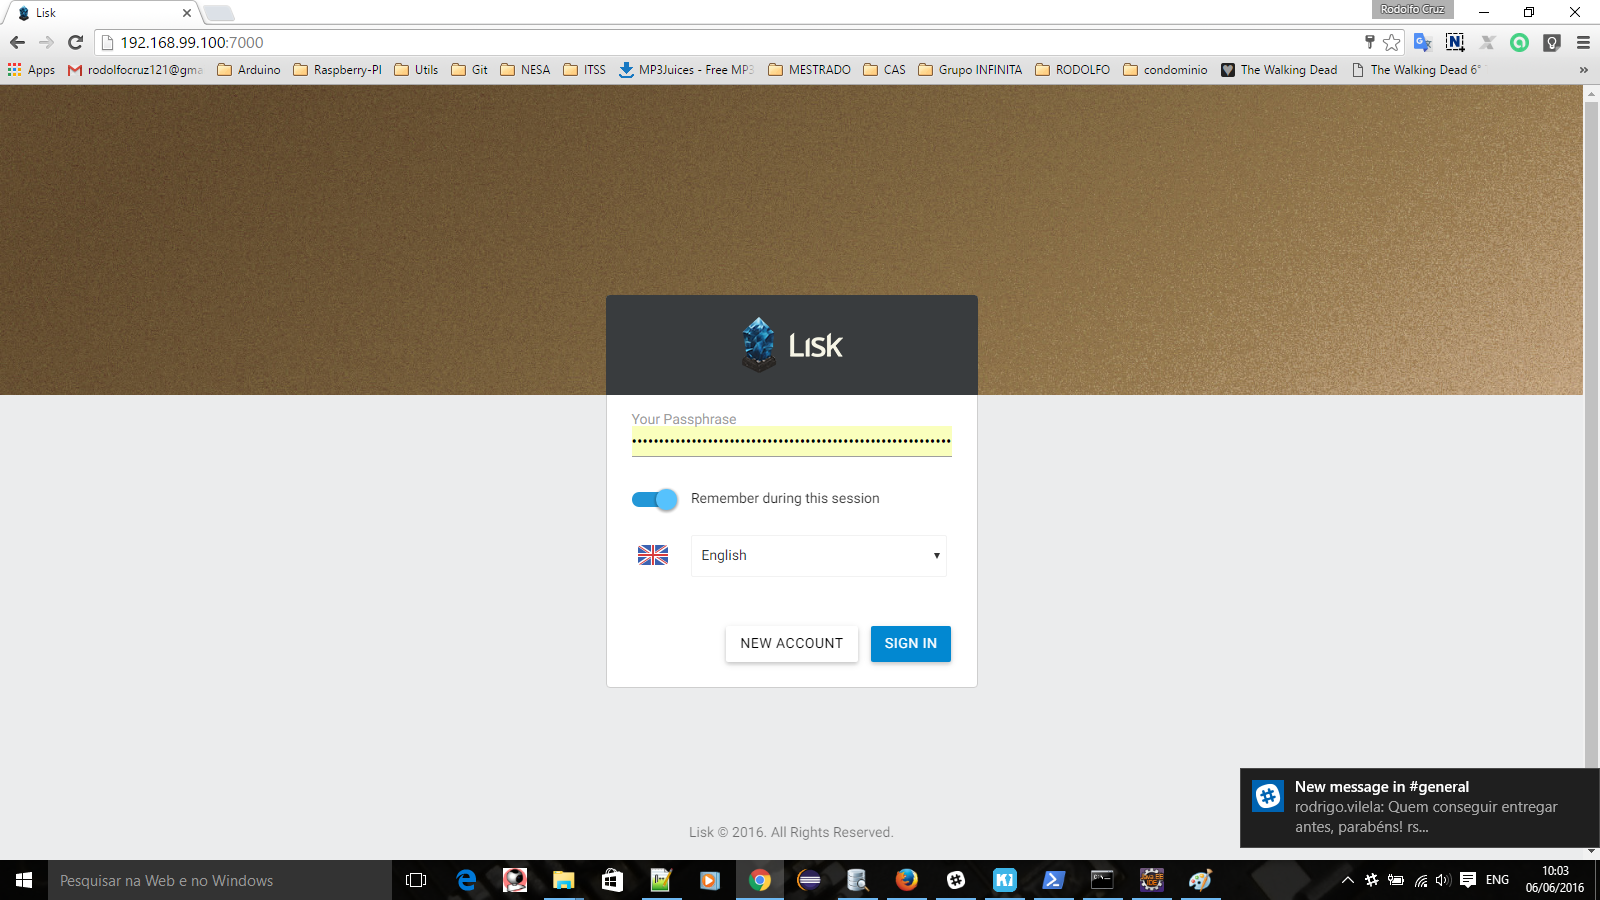 Lisk
Rodolfo Cruz
192.168.99.100:7000
Apps
rodolfocruz121@gma
Arduino
Raspberry-PI
Utils
Git
NESA
ITSS
MP3Juices - Free MP3
MESTRADO
CAS
Grupo INFINITA
RODOLFO
condominio
The Walking Dead
The Walking Dead 6°
»
Lisk
Your Passphrase
••••••••••••••••••••••••••••••••••••••••••••••••••••••••••
Remember during this session
English
NEW ACCOUNT
SIGN IN
New message in #general
rodrigo.vilela: Quem conseguir entregar
antes, parabéns! rs...
Lisk © 2016. All Rights Reserved.
Pesquisar na Web e no Windows
ENG
10:03
06/06/2016